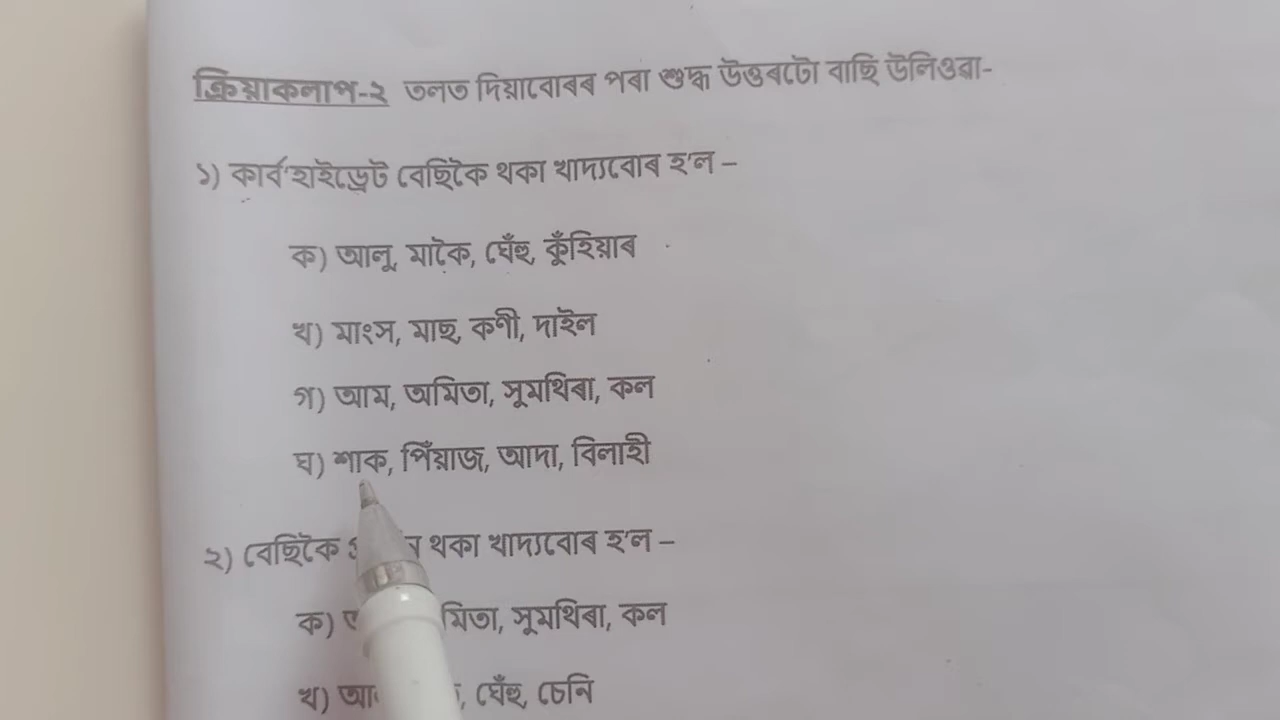 ক্ৰিয়াকলাপ-২ তলত দিয়াবোৰৰ পৰা শুদ্ধ উত্তৰটো বাছি উলিওৱা-
১) কাৰ্ব'হাইড্ৰেট বেছিকৈ থকা খাদ্যবোৰ হ'ল –
ক) আলু, মাকৈ, ঘেঁহু, কুঁহিয়াৰ
খ) মাংস, মাছ, কণী, দাইল
গ) আম, অমিতা, সুমথিৰা, কল
ঘ) শাক, পিঁয়াজ, আদা, বিলাহী
২) বেছিকৈ থকা খাদ্যবোৰ হ'ল –
ক) সুমথিৰা, কল
খ) ঘেঁহু, চেনি